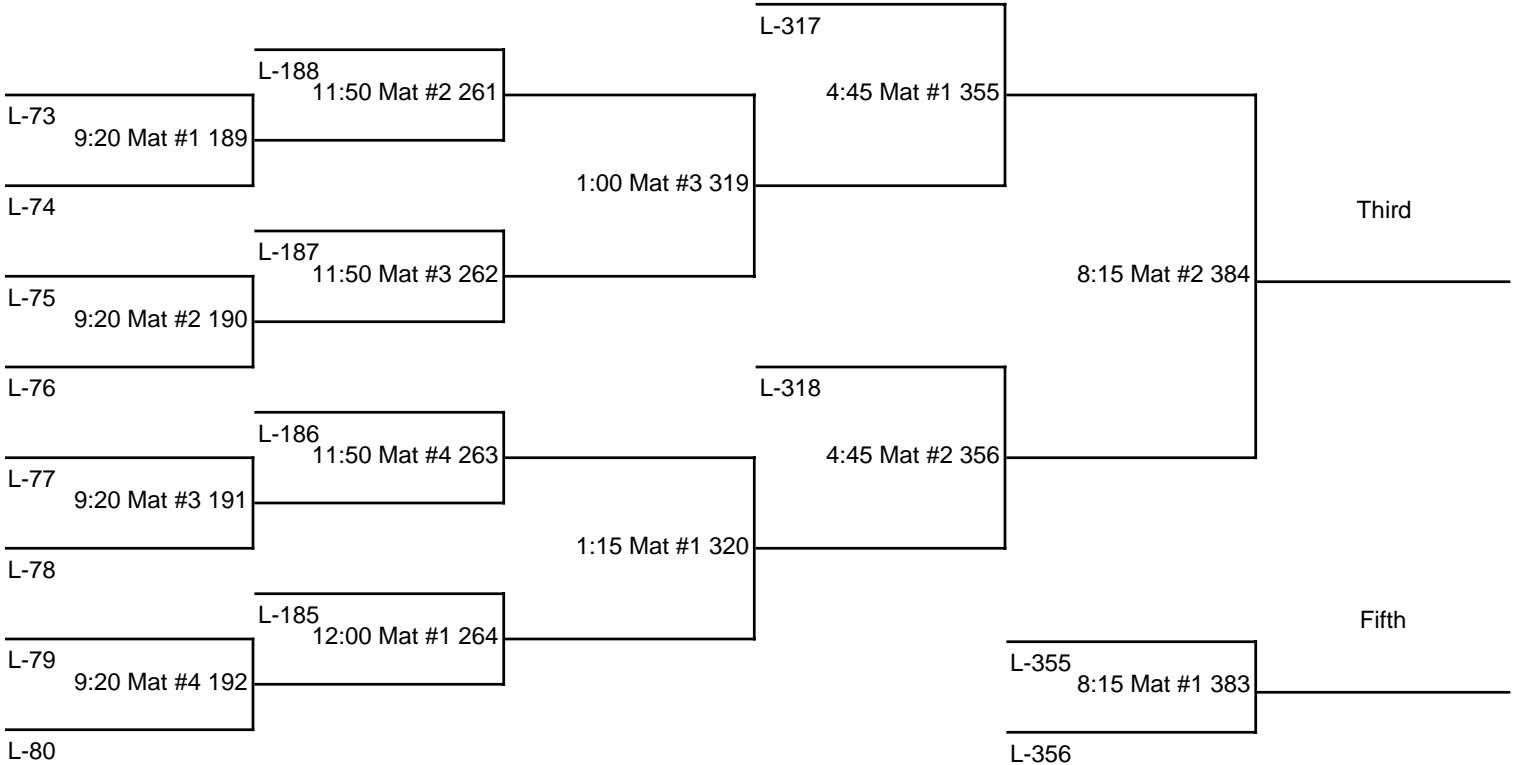 L-317
L-188
11:50 Mat #2 261
4:45 Mat #1 355
L-73
9:20 Mat #1 189
1:00 Mat #3 319
L-74
Third
L-187
11:50 Mat #3 262
8:15 Mat #2 384
L-75
9:20 Mat #2 190
L-76
L-318
L-186
11:50 Mat #4 263
4:45 Mat #2 356
L-77
9:20 Mat #3 191
1:15 Mat #1 320
L-78
L-185
12:00 Mat #1 264
Fifth
L-79
9:20 Mat #4 192
L-355
8:15 Mat #1 383
L-80
L-356